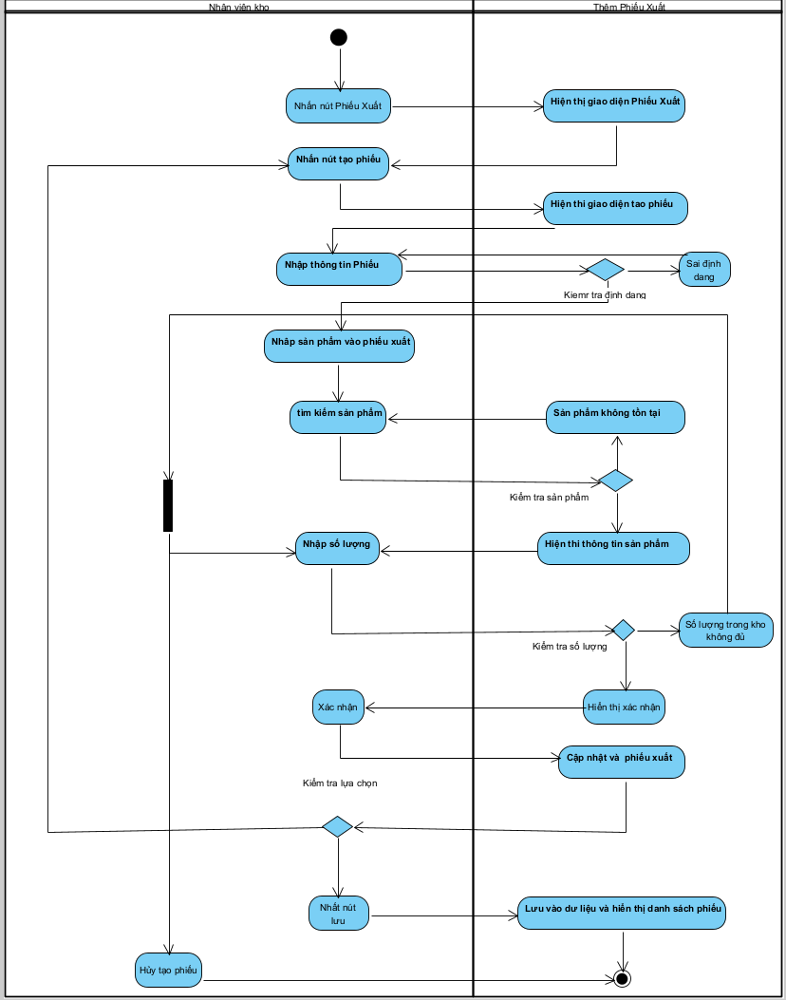 Nhân viên kho
Thêm Phiếu Xuất
Nhấn nút Phiếu Xuất
Hiện thị giao diện Phiếu Xuất
Nhấn nút tạo phiếu
Hiện thi giao diện tao phiếu
Nhập thông tin Phiếu
Sai định
dang
Kiemr tra định dang
Nhâp sản phẩm vào phiếu xuất
tìm kiếm sản phẩm
Sản phẩm không tồn tại
Kiểm tra sản phẩm
Nhập số lượng
Hiện thi thông tin sản phẩm
Số lượng trong kho
không đủ
Kiểm tra số lượng
Xác nhận
Hiển thị xác nhận
Cập nhật và phiếu xuất
Kiểm tra lựa chọn
Nhất nút
lưu
Lưu vào dư liệu và hiển thị danh sách phiếu
Hủy tạo phiếu